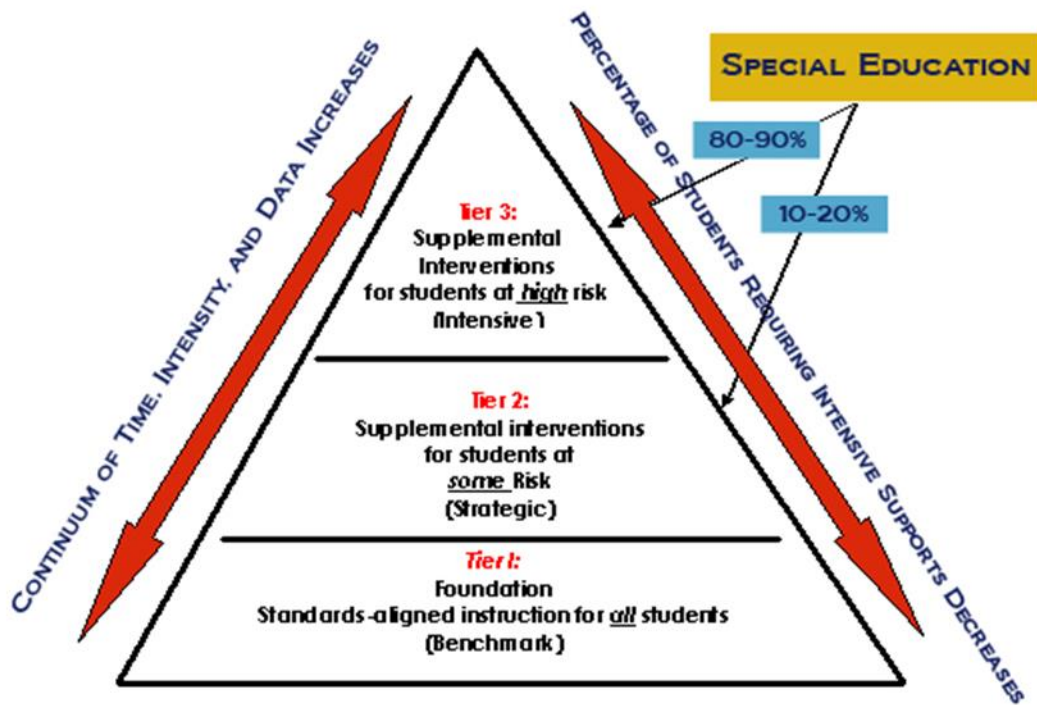 CONTINUUM OF TIME, INTENSITY, AND DATA INCREASES
PERCENTAGE OF STUDENTS REQUIRING INTENSIVE SUPPORTS DECREASES
SPECIAL EDUCATION
80-90%
10-20%
Tier 3:
Supplemental
Interventions
for students at high risk
(Intensive)
Tier 2:
Supplemental interventions
for students at
some Risk
(Strategic)
Tier I:
Foundation
Standards-aligned instruction for all students
(Benchmark)